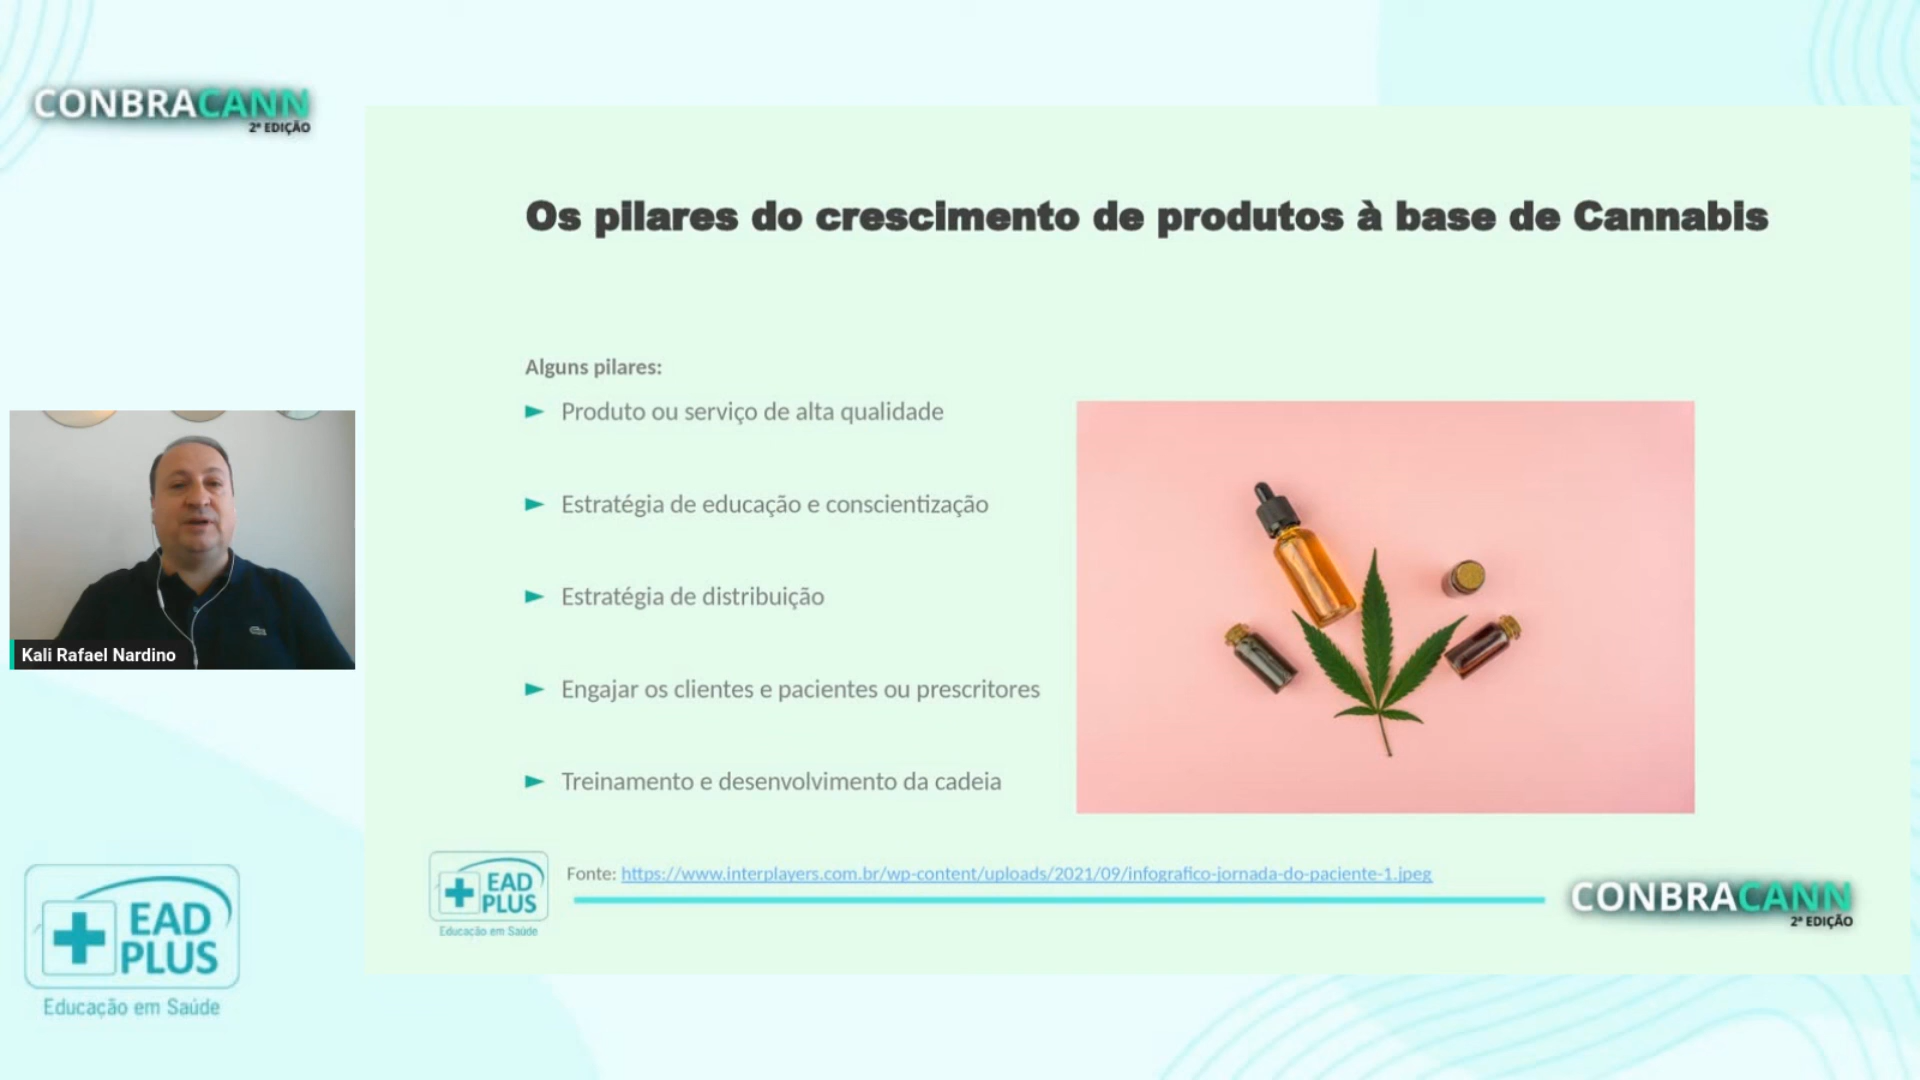 CONBRACANN
2ª EDIÇÃO
Os pilares do crescimento de produtos à base de Cannabis
Alguns pilares:
Produto ou serviço de alta qualidade
Estratégia de educação e conscientização
Estratégia de distribuição
Engajar os clientes e pacientes ou prescritores
Treinamento e desenvolvimento da cadeia
Kali Rafael Nardino
Fonte: https://www.interplayers.com.br/wp-content/uploads/2021/09/infografico-jornada-do-paciente-1.jpeg
EAD
PLUS
Educação em Saúde
CONBRACANN
2ª EDIÇÃO
EAD
PLUS
Educação em Saúde